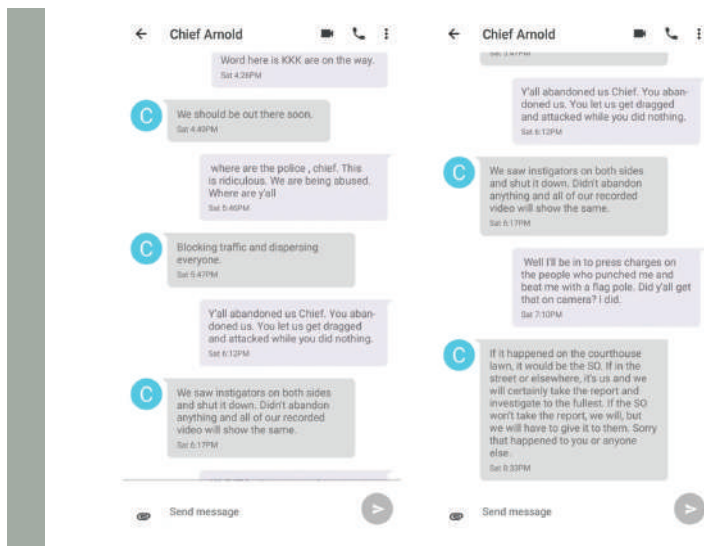 Chief Arnold
Word here is KKK are on the way.
Sat 4:26PM
C
We should be out there soon.
Sat 4:40PM
where are the police , chief. This
is ridiculous. We are being abused.
Where are y'all
Sat 5:46PM
C
Blocking traffic and dispersing
everyone.
Sat 5:47PM
Y'all abandoned us Chief. You aban-
doned us. You let us get dragged
and attacked while you did nothing.
Sat 6:12PM
C
We saw instigators on both sides
and shut it down. Didn't abandon
anything and all of our recorded
video will show the same.
Sat 6:17PM
Send message
Chief Arnold
Y'all abandoned us Chief. You aban-
doned us. You let us get dragged
and attacked while you did nothing.
Sat 6:12PM
C
We saw instigators on both sides
and shut it down. Didn't abandon
anything and all of our recorded
video will show the same.
Sat 6:17PM
Well I'll be in to press charges on
the people who punched me and
beat me with a flag pole. Did y'all get
that on camera? I did.
Sat 7:10PM
C
If it happened on the courthouse
lawn, it would be the SO. If in the
street or elsewhere, it's us and we
will certainly take the report and
investigate to the fullest. If the SO
won't take the report, we will, but
we will have to give it to them. Sorry
that happened to you or anyone
else.
Sat 8:33PM
Send message